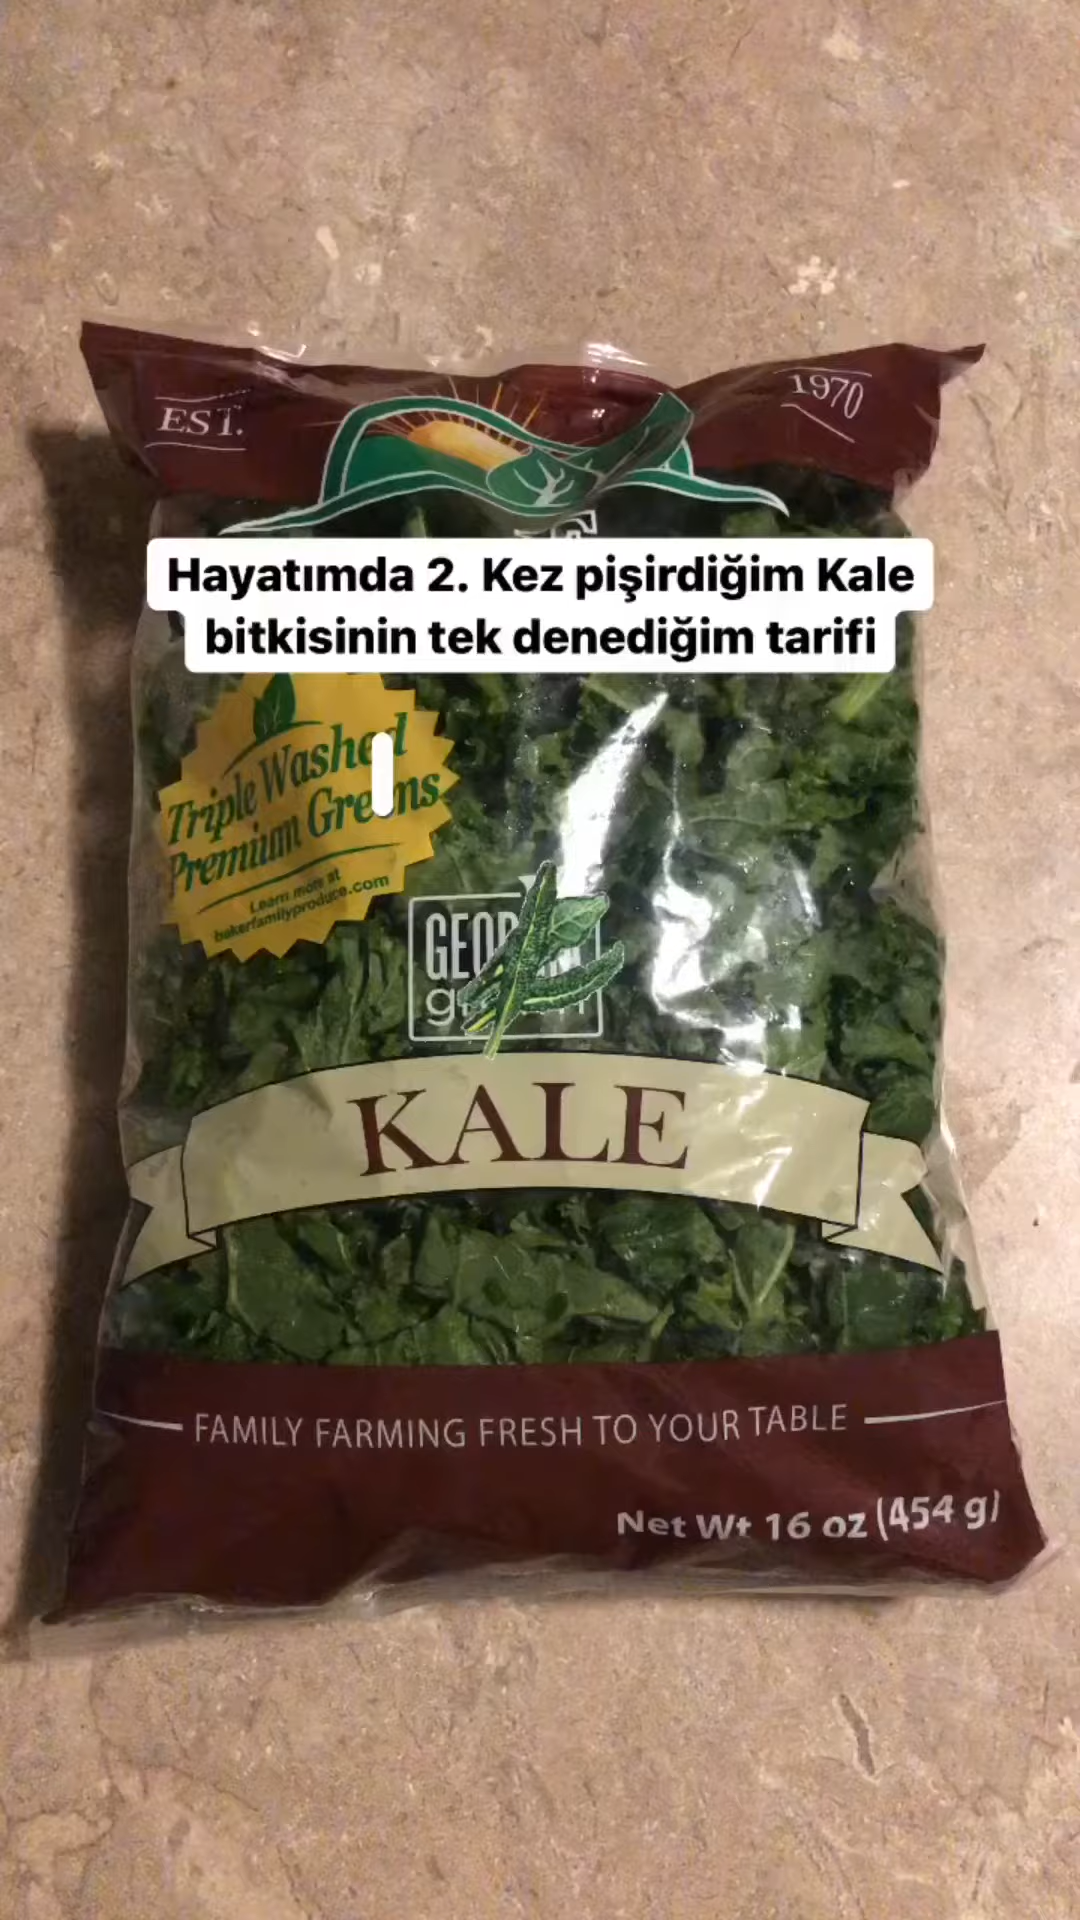 EST.
1970
Hayatımda 2. Kez pişirdiğim Kale
bitkisinin tek denediğim tarifi
Triple Washed
Premium Greens
Learn more at
bakerfamilyproduce.com
KALE
FAMILY FARMING FRESH TO YOUR TABLE
Net Wt 16 oz (454 g)